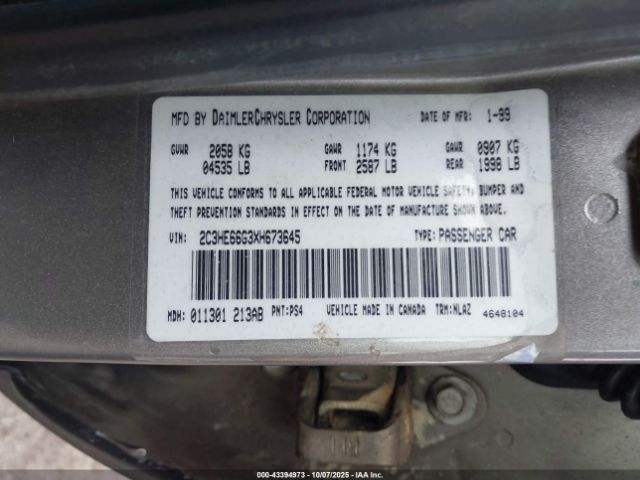 MFD BY DAIMLERCHRYSLER CORPORATION DATE OF MFR: 1-99
GVWR 2058 KG GAWR 1174 KG GAWR 0907 KG
04535 LB FRONT 2587 LB REAR 1998 LB
THIS VEHICLE CONFORMS TO ALL APPLICABLE FEDERAL MOTOR VEHICLE SAFETY, BUMPER AND
THEFT PREVENTION STANDARDS IN EFFECT ON THE DATE OF MANUFACTURE SHOWN ABOVE.
VIN: 2C3HE66G3XH673645 TYPE: PASSENGER CAR
MDH: 011301 213AB PNT:PS4 VEHICLE MADE IN CANADA TRM:NLAZ 4648104
000-43394973 | 10/07/2025 | IAAI.COM